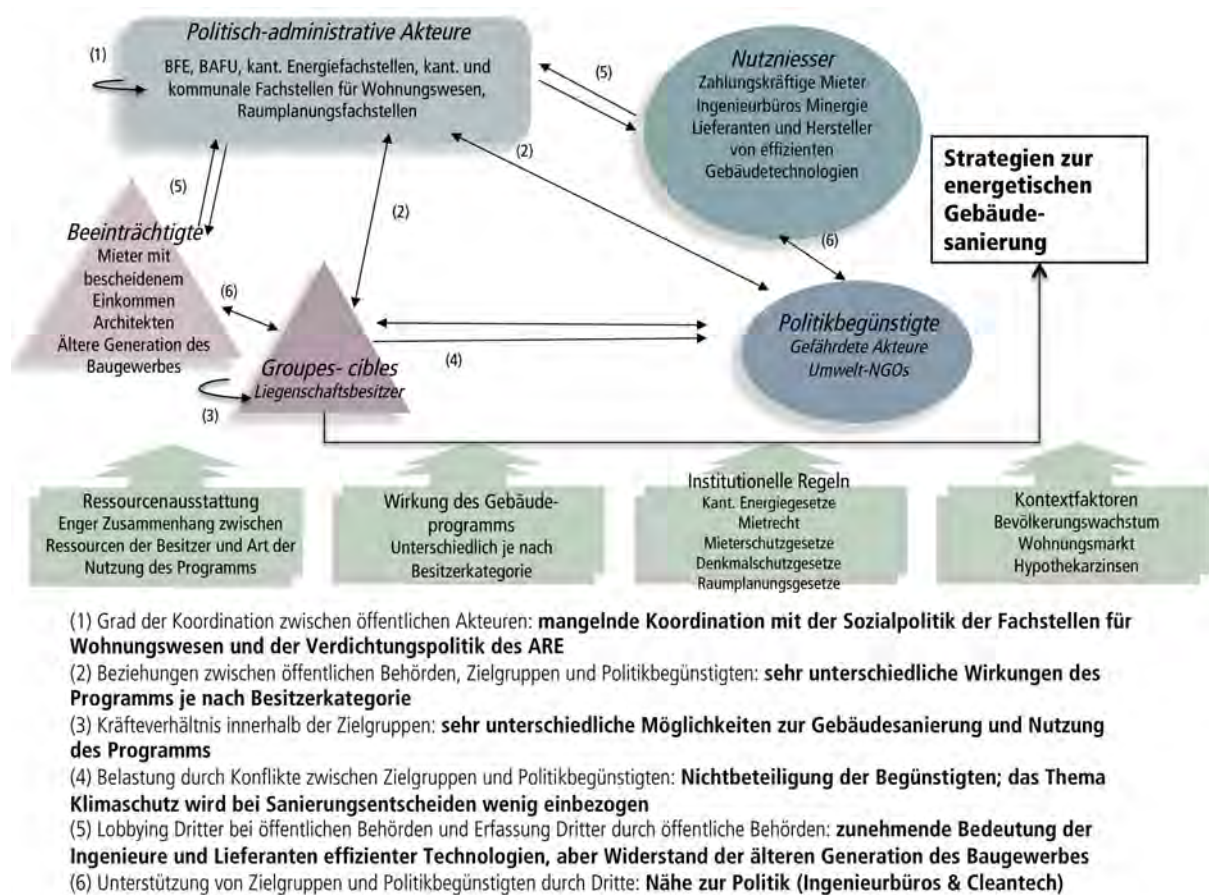 Politisch-administrative Akteure
BFE, BAFU, kant. Energiefachstellen, kant. und
kommunale Fachstellen für Wohnungswesen,
Raumplanungsfachstellen
(1)
Nutzniesser
Zahlungskräftige Mieter
Ingenieurbüros Minergie
Lieferanten und Hersteller
von effizienten
Gebäudetechnologien
(5)
(2)
Strategien zur
energetischen
Gebäude-
sanierung
(5)
(2)
(6)
Beeinträchtigte
Mieter mit
bescheidenem
Einkommen
Architekten
Ältere Generation des
Baugewerbes
(6)
Groupes- cibles
Liegenschaftsbesitzer
(3)
(4)
Politikbegünstigte
Gefährdete Akteure
Umwelt-NGOs
Ressourcenausstattung
Enger Zusammenhang zwischen
Ressourcen der Besitzer und Art der
Nutzung des Programms
Wirkung des Gebäude-
programms
Unterschiedlich je nach
Besitzerkategorie
Institutionelle Regeln
Kant. Energiegesetze
Mietrecht
Mieterschutzgesetze
Denkmalschutzgesetze
Raumplanungsgesetze
Kontextfaktoren
Bevölkerungswachstum
Wohnungsmarkt
Hypothekarzinsen
(1) Grad der Koordination zwischen öffentlichen Akteuren: mangelnde Koordination mit der Sozialpolitik der Fachstellen für
Wohnungswesen und der Verdichtungspolitik des ARE
(2) Beziehungen zwischen öffentlichen Behörden, Zielgruppen und Politikbegünstigten: sehr unterschiedliche Wirkungen des
Programms je nach Besitzerkategorie
(3) Kräfteverhältnis innerhalb der Zielgruppen: sehr unterschiedliche Möglichkeiten zur Gebäudesanierung und Nutzung
des Programms
(4) Belastung durch Konflikte zwischen Zielgruppen und Politikbegünstigten: Nichtbeteiligung der Begünstigten; das Thema
Klimaschutz wird bei Sanierungsentscheiden wenig einbezogen
(5) Lobbying Dritter bei öffentlichen Behörden und Erfassung Dritter durch öffentliche Behörden: zunehmende Bedeutung der
Ingenieure und Lieferanten effizienter Technologien, aber Widerstand der älteren Generation des Baugewerbes
(6) Unterstützung von Zielgruppen und Politikbegünstigten durch Dritte: Nähe zur Politik (Ingenieurbüros & Cleantech)